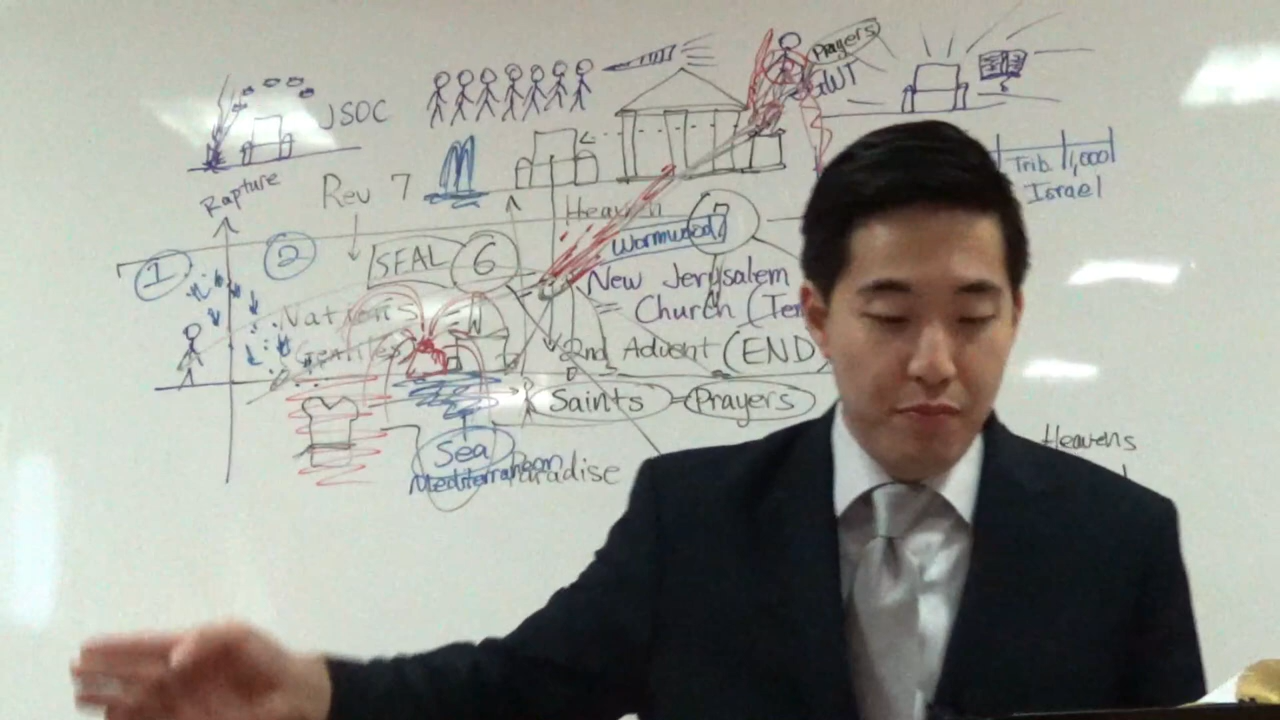 Prayers
GWT
JSOC
Trib. 1,000
Israel
Rapture
Rev 7
Heaven
1
2
SEAL 6
Wormwood
7
New Jerusalem
= Church
Nations
Gentiles
2nd Advent (END)
Saints = Prayers
Sea
Mediterranean
Paradise
Heavens